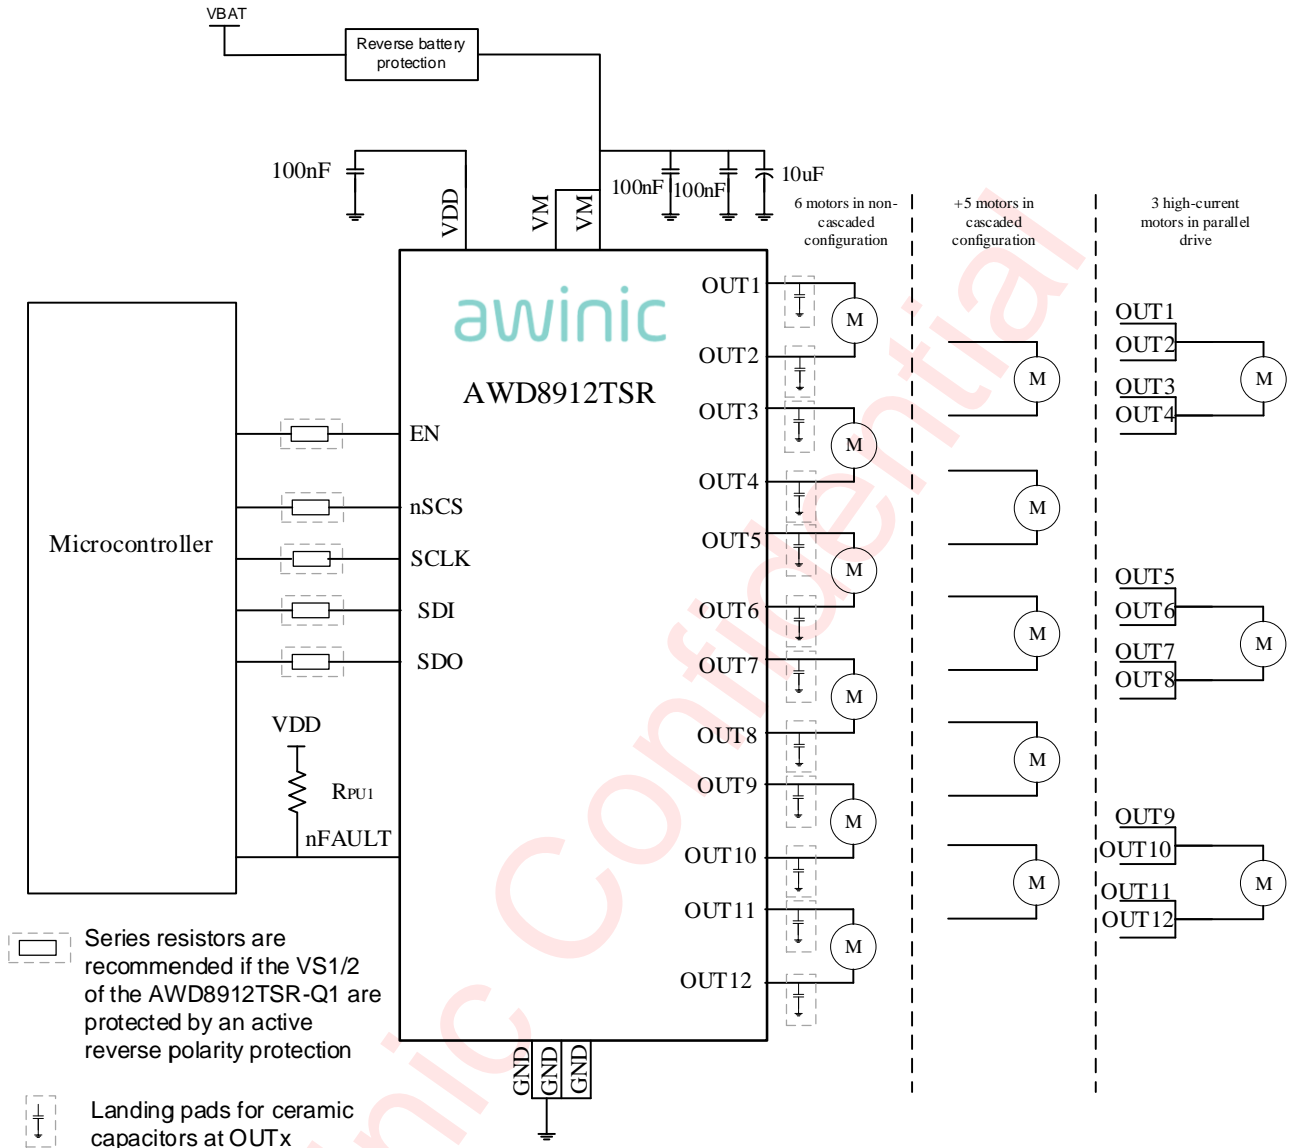 VBAT
Reverse battery
protection
100nF
VDD
VM
VM
100nF
100nF
10uF
6 motors in non-
cascaded
configuration
+5 motors in
cascaded
configuration
3 high-current
motors in parallel
drive
awinic
AWD8912TSR
Microcontroller
EN
nSCS
SCLK
SDI
SDO
VDD
RPU1
nFAULT
OUT1
OUT2
OUT3
OUT4
OUT5
OUT6
OUT7
OUT8
OUT9
OUT10
OUT11
OUT12
M
M
M
M
M
M
M
M
M
M
M
OUT1
OUT2
OUT3
OUT4
M
OUT5
OUT6
OUT7
OUT8
M
OUT9
OUT10
OUT11
OUT12
M
GND
GND
GND
Series resistors are
recommended if the VS1/2
of the AWD8912TSR-Q1 are
protected by an active
reverse polarity protection
Landing pads for ceramic
capacitors at OUTx
inic Confidential